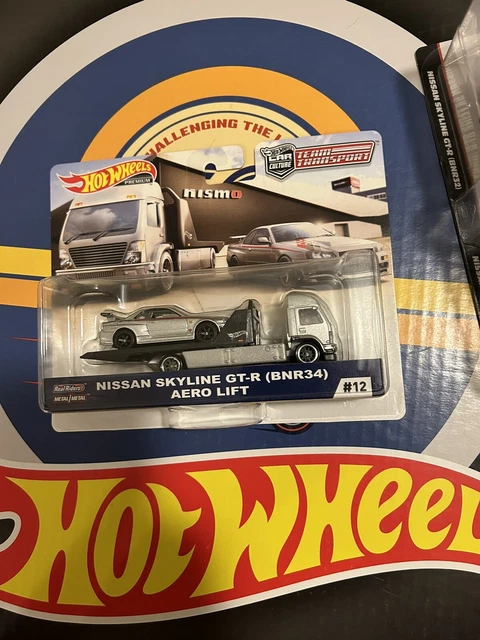 CHALLENGING THE
HOT WHEELS
PREMIUM
nismo
CAR
CULTURE
TEAM
TRANSPORT
NISSAN SKYLINE GT-R (BNR32)
Real Riders
METAL/METAL
NISSAN SKYLINE GT-R (BNR34)
AERO LIFT
#12
HOT WHEEL